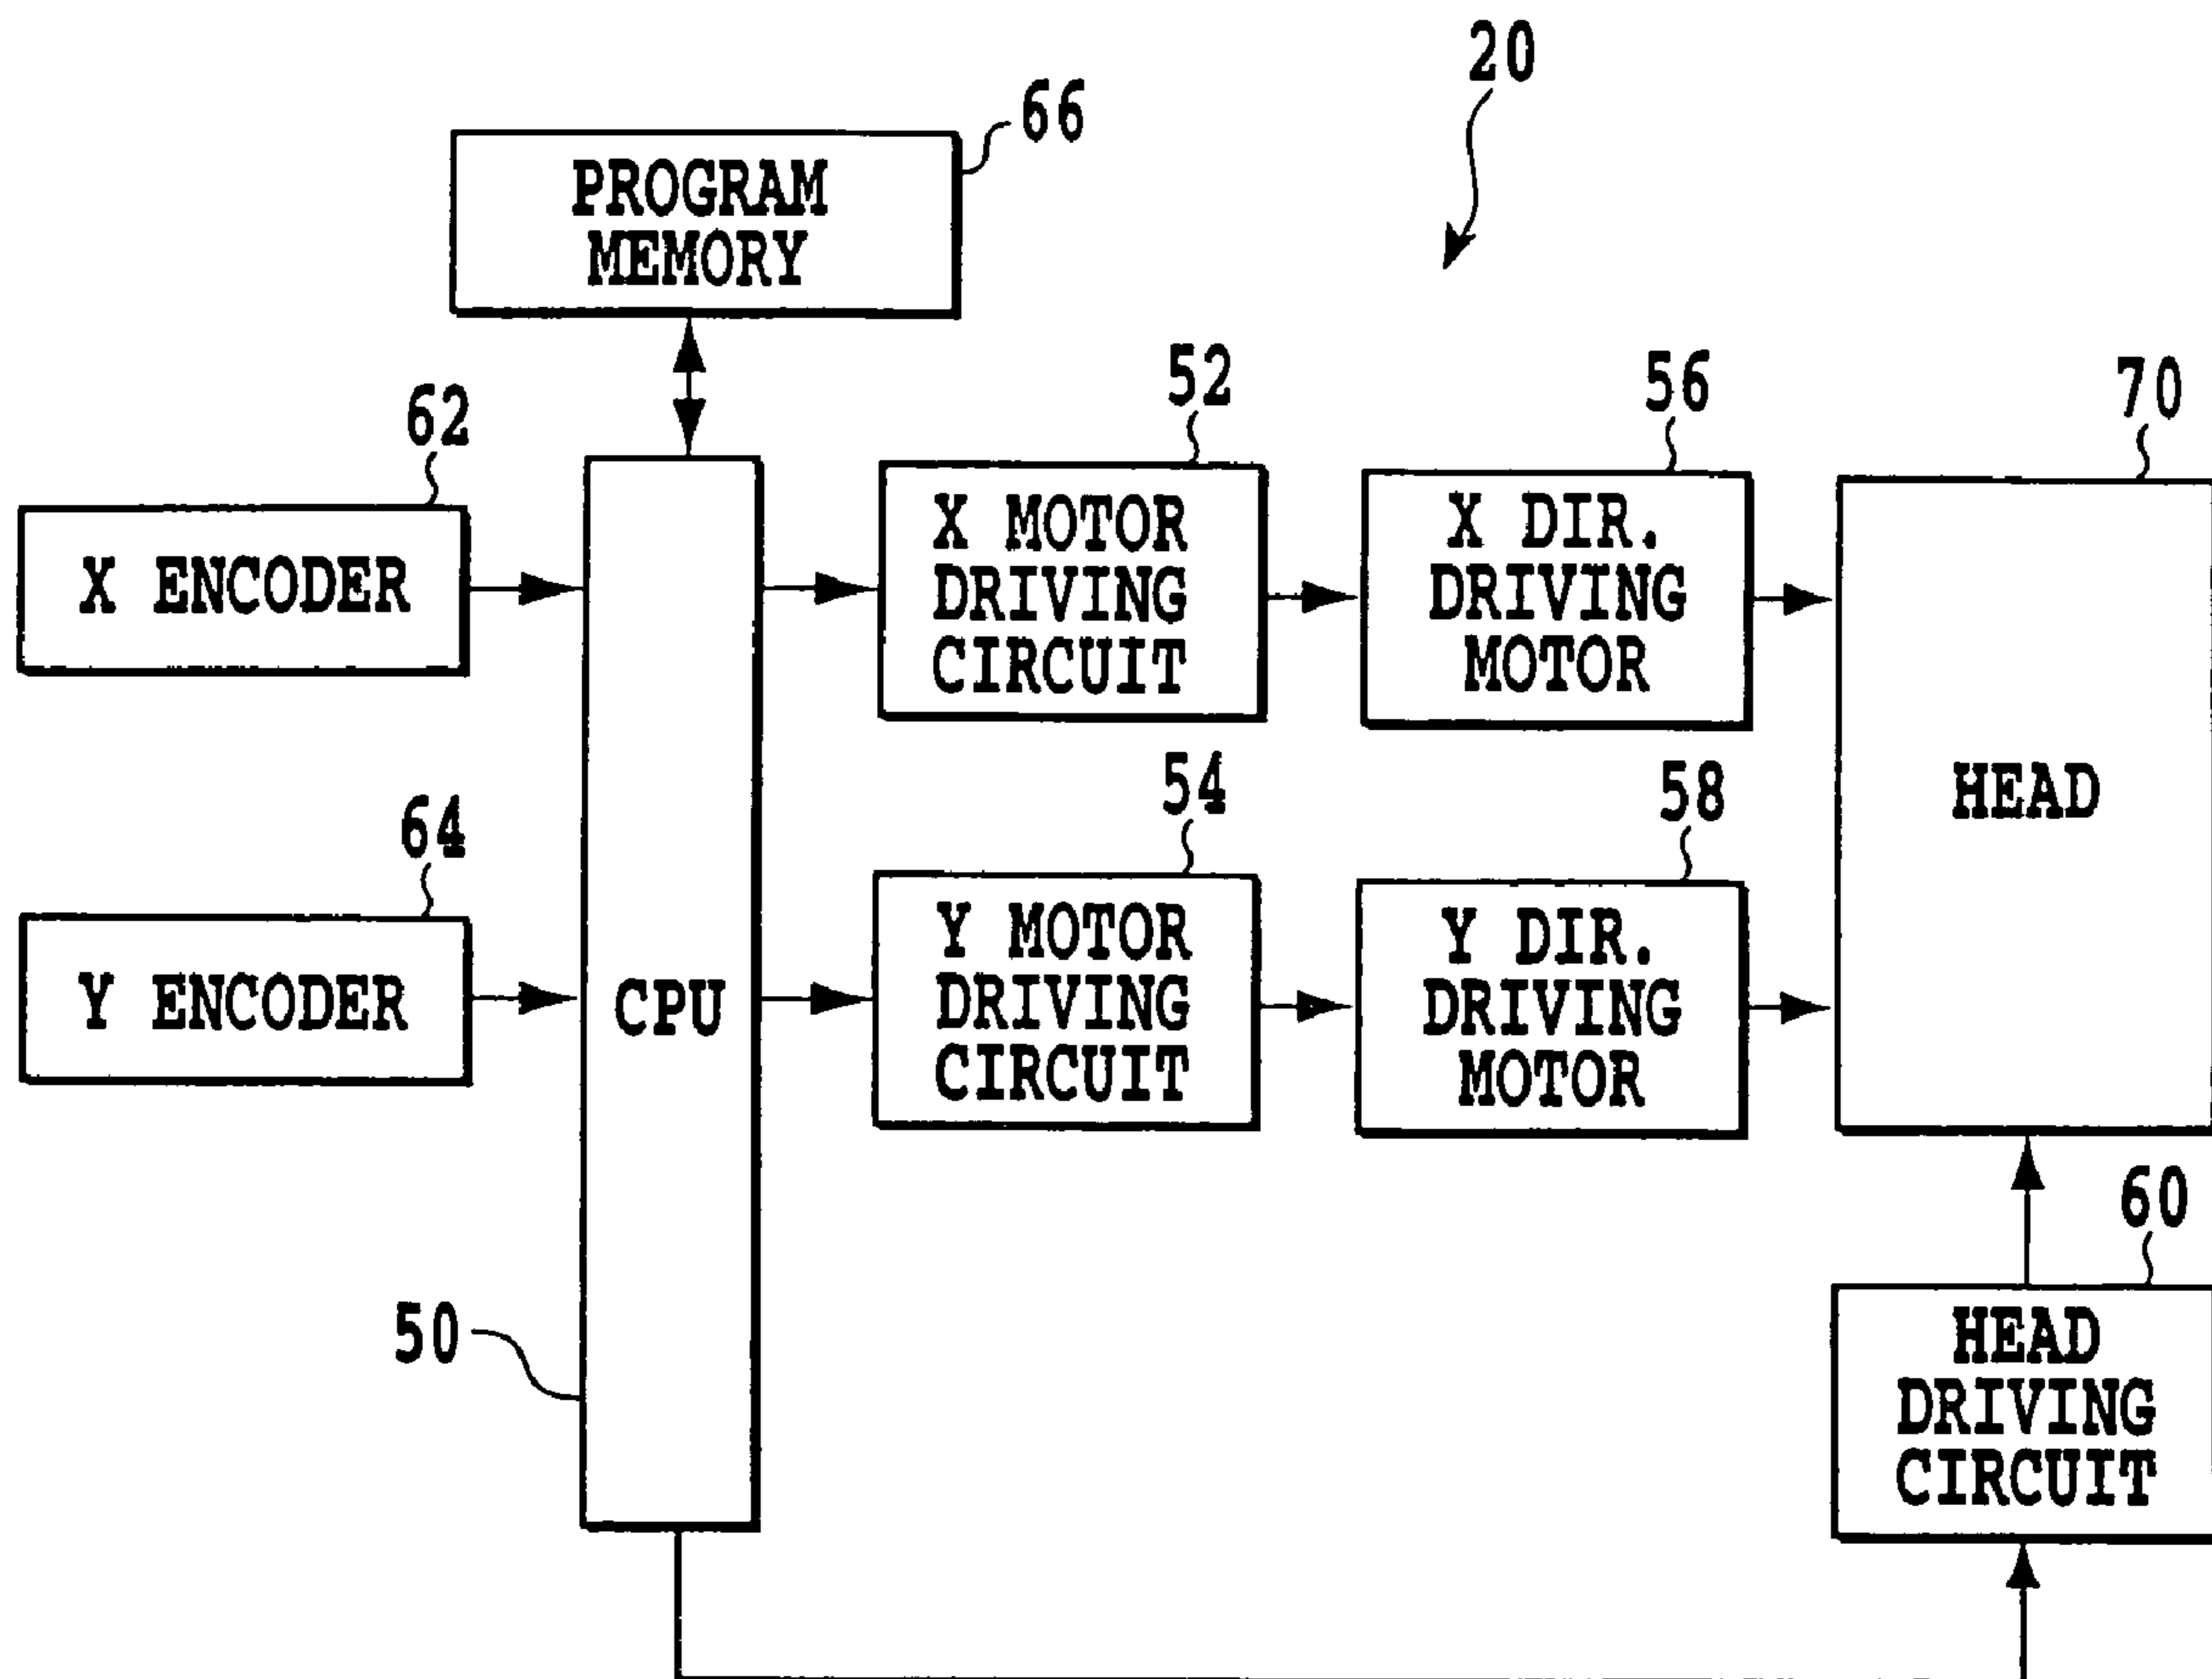 20
66
PROGRAM
MEMORY
62
52
56
70
X ENCODER
X MOTOR
DRIVING
CIRCUIT
X DIR.
DRIVING
MOTOR
HEAD
64
54
58
Y ENCODER
CPU
Y MOTOR
DRIVING
CIRCUIT
Y DIR.
DRIVING
MOTOR
60
50
HEAD
DRIVING
CIRCUIT